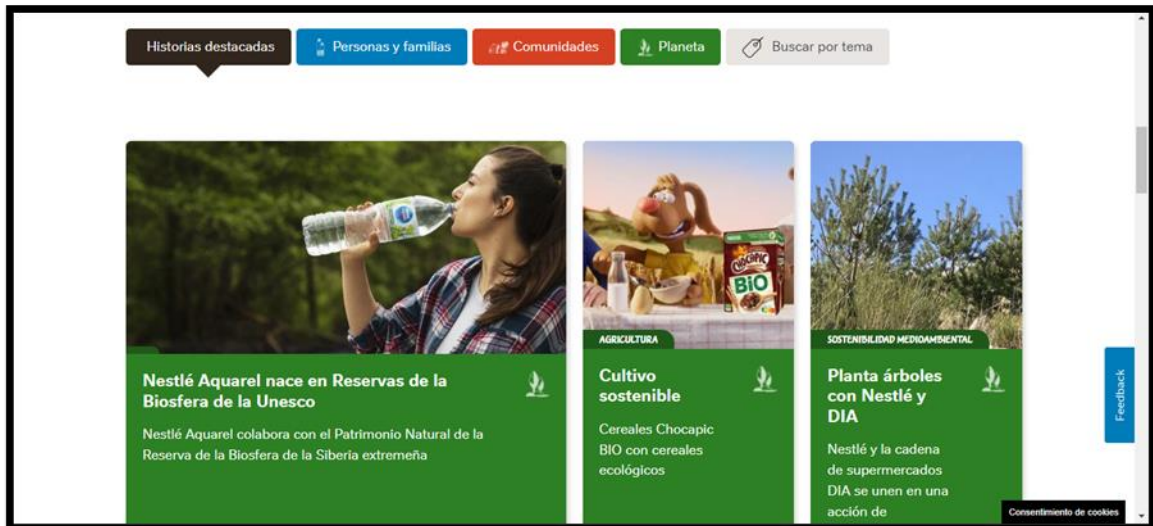 Historias destacadas
Personas y familias
Comunidades
Planeta
Buscar por tema
CHOCAPIC
BIO
AGRICULTURA
SOSTENIBILIDAD MEDIOAMBIENTAL
Nestlé Aquarel nace en Reservas de la
Biosfera de la Unesco
Nestlé Aquarel colabora con el Patrimonio Natural de la
Reserva de la Biosfera de la Siberia extremeña
Cultivo
sostenible
Cereales Chocapic
BIO con cereales
ecológicos
Planta árboles
con Nestlé y
DIA
Nestlé y la cadena
de supermercados
DIA se unen en una
acción de
Feedback
Consentimiento de cookies